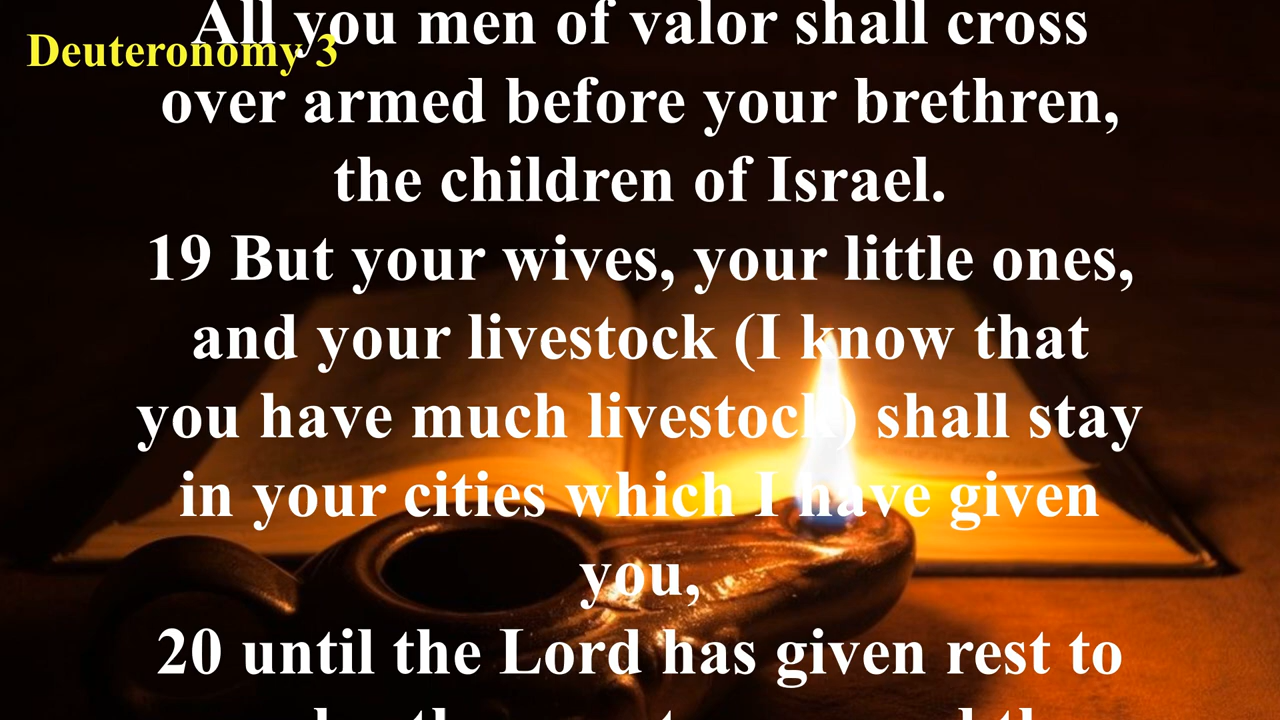 All you men of valor shall cross
Deuteronomy 3
over armed before your brethren,
the children of Israel.
19 But your wives, your little ones,
and your livestock (I know that
you have much livestock) shall stay
in your cities which I have given
you,
20 until the Lord has given rest to